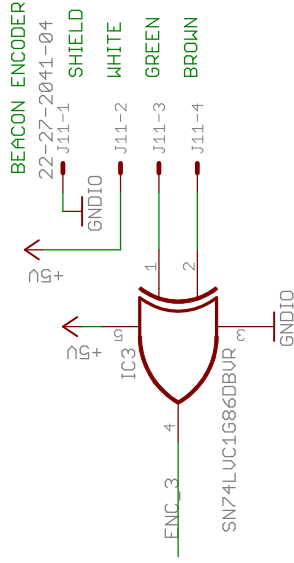 BEACON ENCODER
22-27-2041-04
SHIELD
J11-1
WHITE
J11-2
GREEN
J11-3
BROWN
J11-4
GNDIO
+5V
1
2
+5V
5
IC3
3
GNDIO
4
SN74LVC1G86DBVR
ENC_3